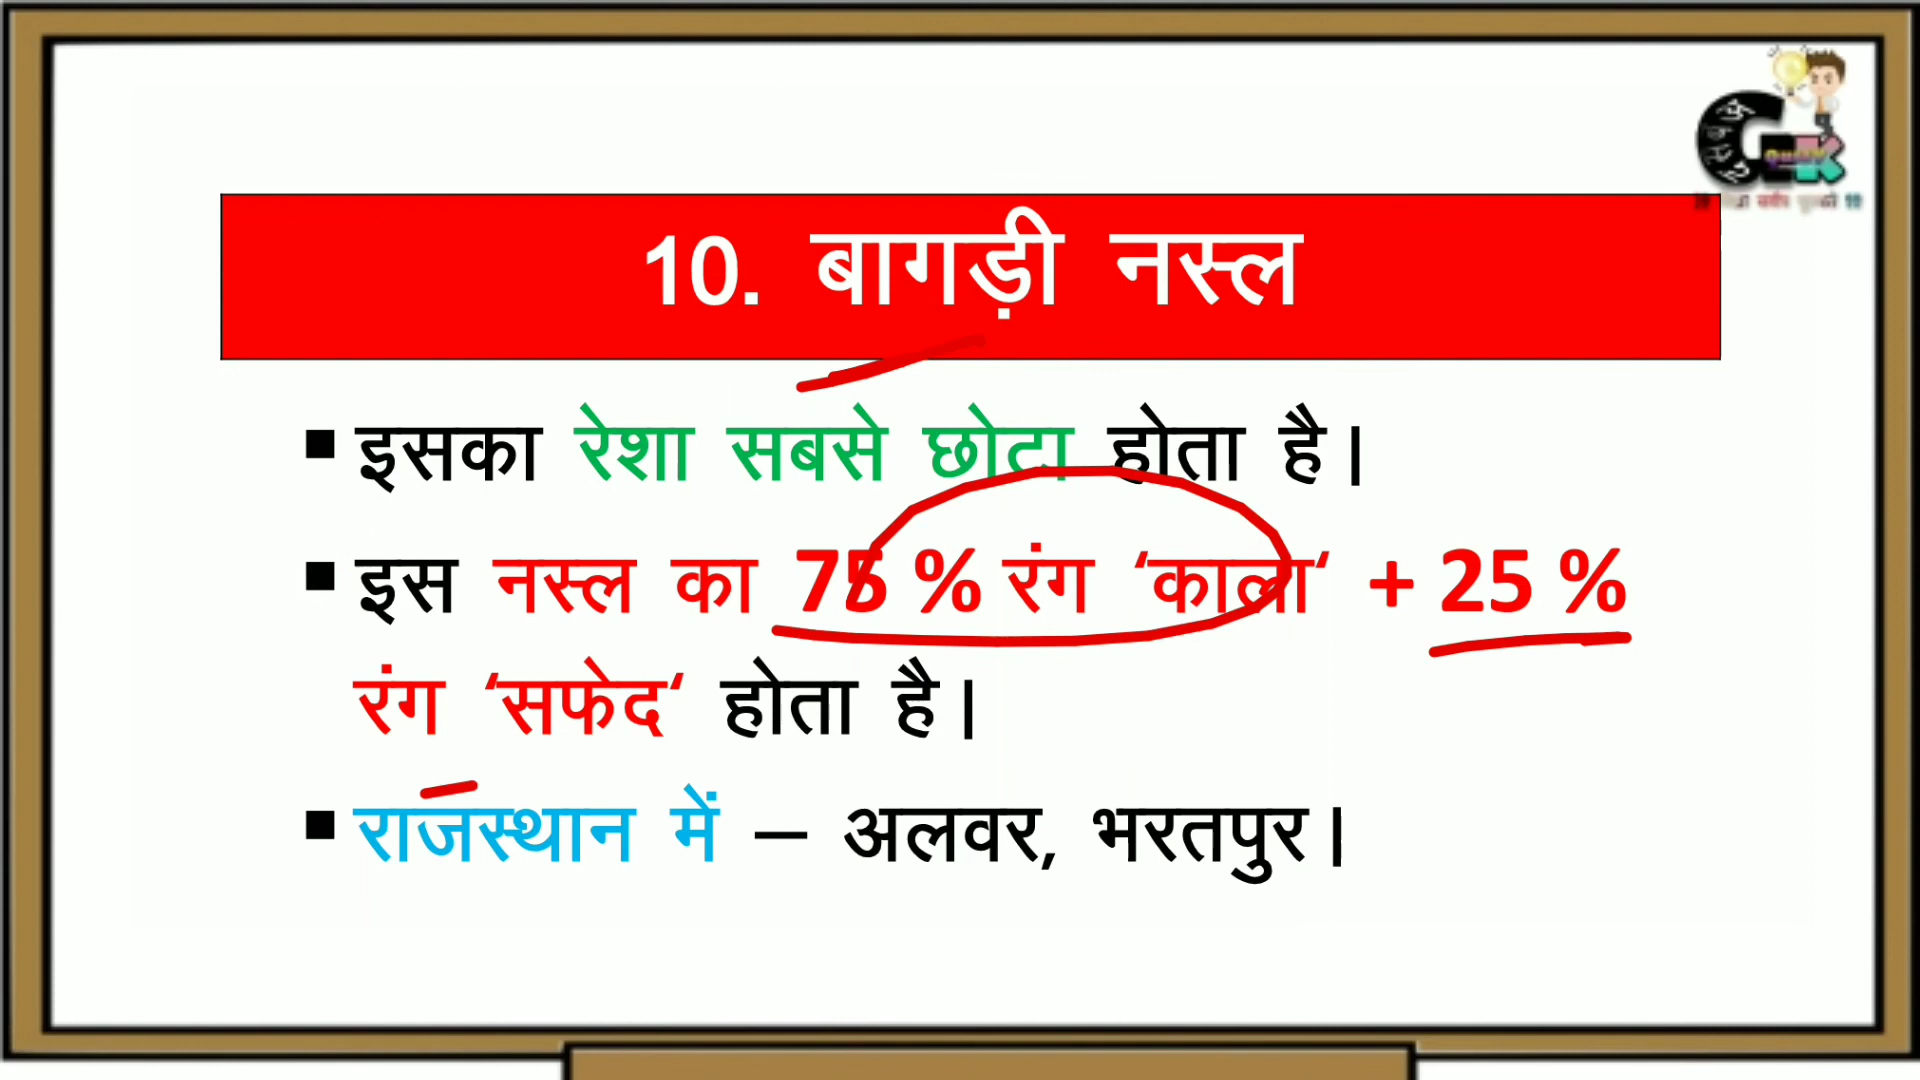 10. बागड़ी नस्ल
▪ इसका रेशा सबसे छोटा होता है।
▪ इस नस्ल का 75 % रंग ‘काला‘ + 25 %
रंग ‘सफेद‘ होता है।
▪ राजस्थान में – अलवर, भरतपुर।